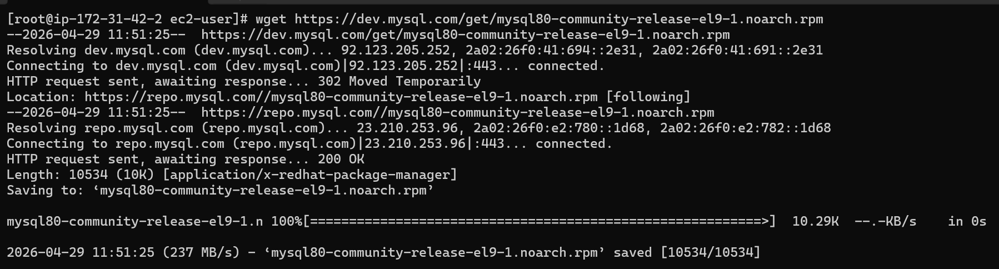 [root@ip-172-31-42-2 ec2-user]# wget https://dev.mysql.com/get/mysql80-community-release-el9-1.noarch.rpm
--2026-04-29 11:51:25--  https://dev.mysql.com/get/mysql80-community-release-el9-1.noarch.rpm
Resolving dev.mysql.com (dev.mysql.com)... 92.123.205.252, 2a02:26f0:41:694::2e31, 2a02:26f0:41:691::2e31
Connecting to dev.mysql.com (dev.mysql.com)|92.123.205.252|:443... connected.
HTTP request sent, awaiting response... 302 Moved Temporarily
Location: https://repo.mysql.com//mysql80-community-release-el9-1.noarch.rpm [following]
--2026-04-29 11:51:25--  https://repo.mysql.com//mysql80-community-release-el9-1.noarch.rpm
Resolving repo.mysql.com (repo.mysql.com)... 23.210.253.96, 2a02:26f0:e2:780::1d68, 2a02:26f0:e2:782::1d68
Connecting to repo.mysql.com (repo.mysql.com)|23.210.253.96|:443... connected.
HTTP request sent, awaiting response... 200 OK
Length: 10534 (10K) [application/x-redhat-package-manager]
Saving to: ‘mysql80-community-release-el9-1.noarch.rpm’
mysql80-community-release-el9-1.n 100%[==========================================================>]  10.29K  --.-KB/s    in 0s
2026-04-29 11:51:25 (237 MB/s) - ‘mysql80-community-release-el9-1.noarch.rpm’ saved [10534/10534]